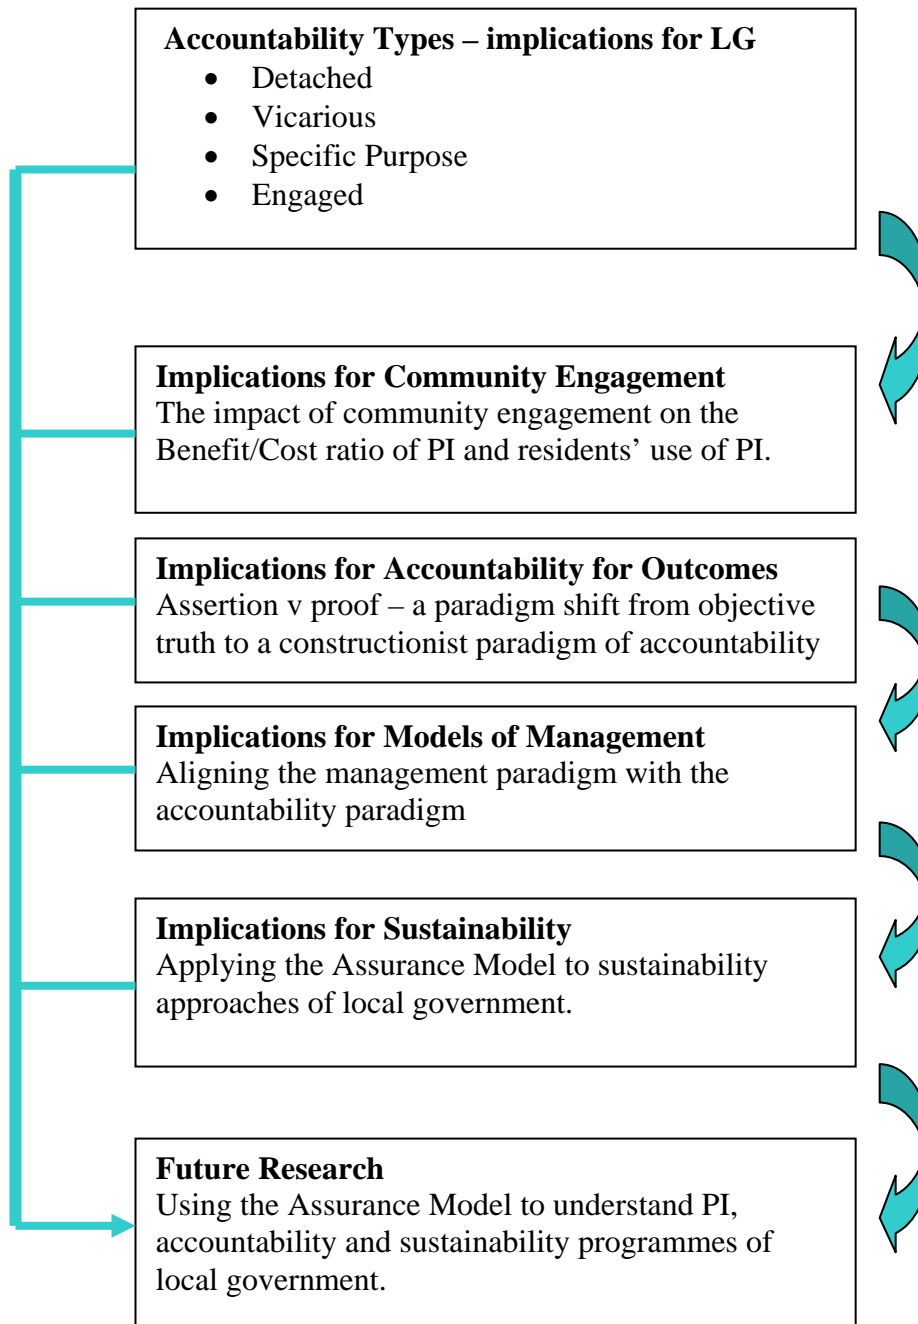 Accountability Types – implications for LG
• Detached
• Vicarious
• Specific Purpose
• Engaged
Implications for Community Engagement
The impact of community engagement on the
Benefit/Cost ratio of PI and residents’ use of PI.
Implications for Accountability for Outcomes
Assertion v proof – a paradigm shift from objective
truth to a constructionist paradigm of accountability
Implications for Models of Management
Aligning the management paradigm with the
accountability paradigm
Implications for Sustainability
Applying the Assurance Model to sustainability
approaches of local government.
Future Research
Using the Assurance Model to understand PI,
accountability and sustainability programmes of
local government.